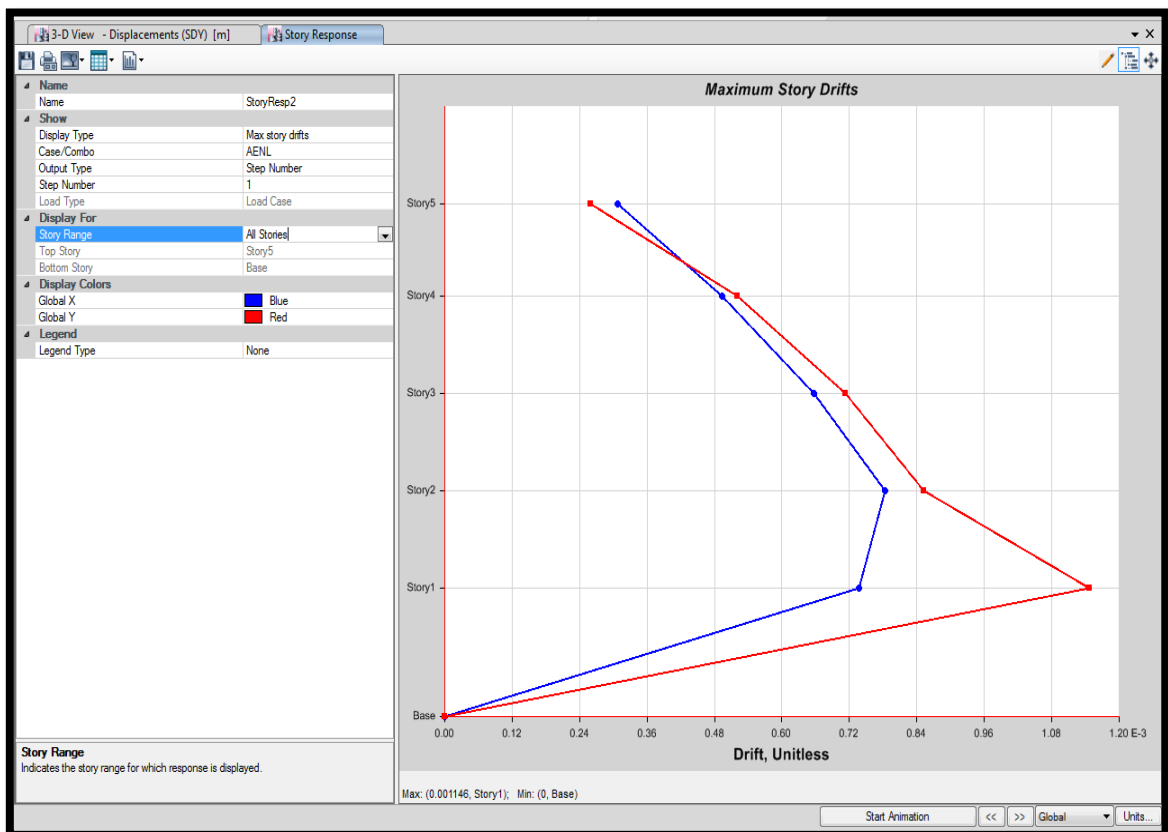 3-D View - Displacements (SDY) [m]
Story Response
Name
Name StoryResp2
Show
Display Type Max story drifts
Case/Combo AENL
Output Type Step Number
Step Number 1
Load Type Load Case
Display For
Story Range All Stories
Top Story Story5
Bottom Story Base
Display Colors
Global X Blue
Global Y Red
Legend
Legend Type None
Story Range
Indicates the story range for which response is displayed.
Maximum Story Drifts
Story5
Story4
Story3
Story2
Story1
Base
0.00 0.12 0.24 0.36 0.48 0.60 0.72 0.84 0.96 1.08 1.20 E-3
Drift, Unitless
Max: (0.001146, Story1); Min: (0, Base)
Start Animation << >> Global Units...